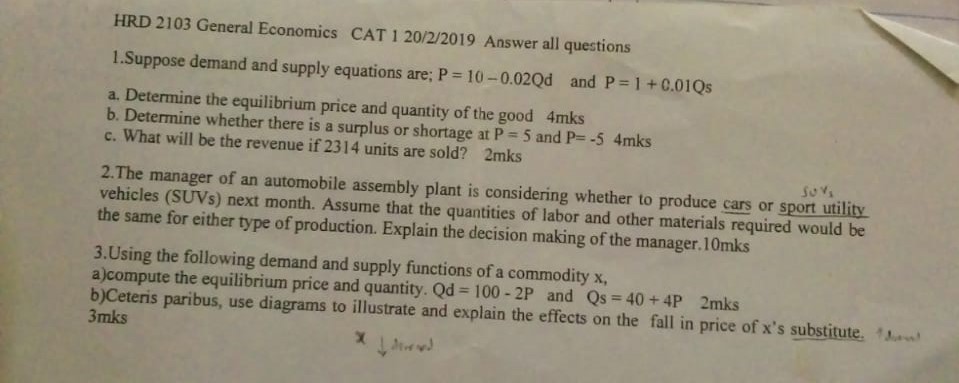 HRD 2103 General Economics CAT 1 20/2/2019 Answer all questions
1.Suppose demand and supply equations are; P = 10 – 0.02Qd and P = 1 + 0.01Qs
a. Determine the equilibrium price and quantity of the good 4mks
b. Determine whether there is a surplus or shortage at P = 5 and P= -5 4mks
c. What will be the revenue if 2314 units are sold? 2mks
SUVs
2.The manager of an automobile assembly plant is considering whether to produce cars or sport utility
vehicles (SUVs) next month. Assume that the quantities of labor and other materials required would be
the same for either type of production. Explain the decision making of the manager.10mks
3.Using the following demand and supply functions of a commodity x,
a)compute the equilibrium price and quantity. Qd = 100 - 2P and Qs = 40 + 4P 2mks
b)Ceteris paribus, use diagrams to illustrate and explain the effects on the fall in price of x's substitute.
3mks
x ↓